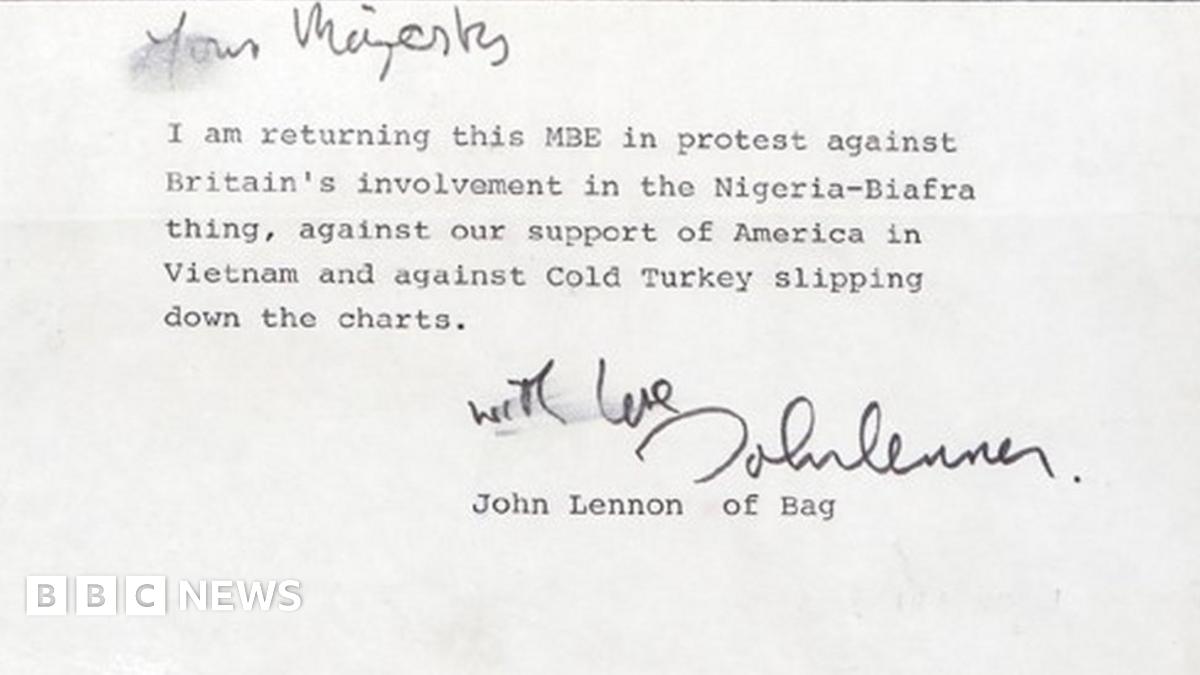 Your Majesty
I am returning this MBE in protest against
Britain's involvement in the Nigeria-Biafra
thing, against our support of America in
Vietnam and against Cold Turkey slipping
down the charts.
with love
John Lennon.
John Lennon of Bag
BBC NEWS